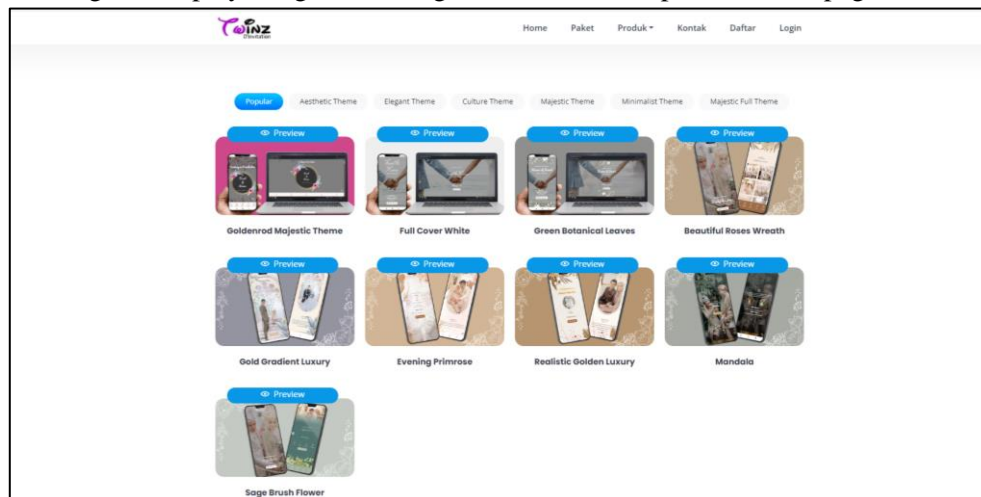 Twinz
Home Paket Produk Kontak Daftar Login
Popular Aesthetic Theme Elegant Theme Culture Theme Majestic Theme Minimalist Theme Majestic Full Theme
Preview Preview Preview Preview
Goldenrod Majestic Theme Full Cover White Green Botanical Leaves Beautiful Roses Wreath
Preview Preview Preview Preview
Gold Gradient Luxury Evening Primrose Realistic Golden Luxury Mandala
Preview
Sage Brush Flower